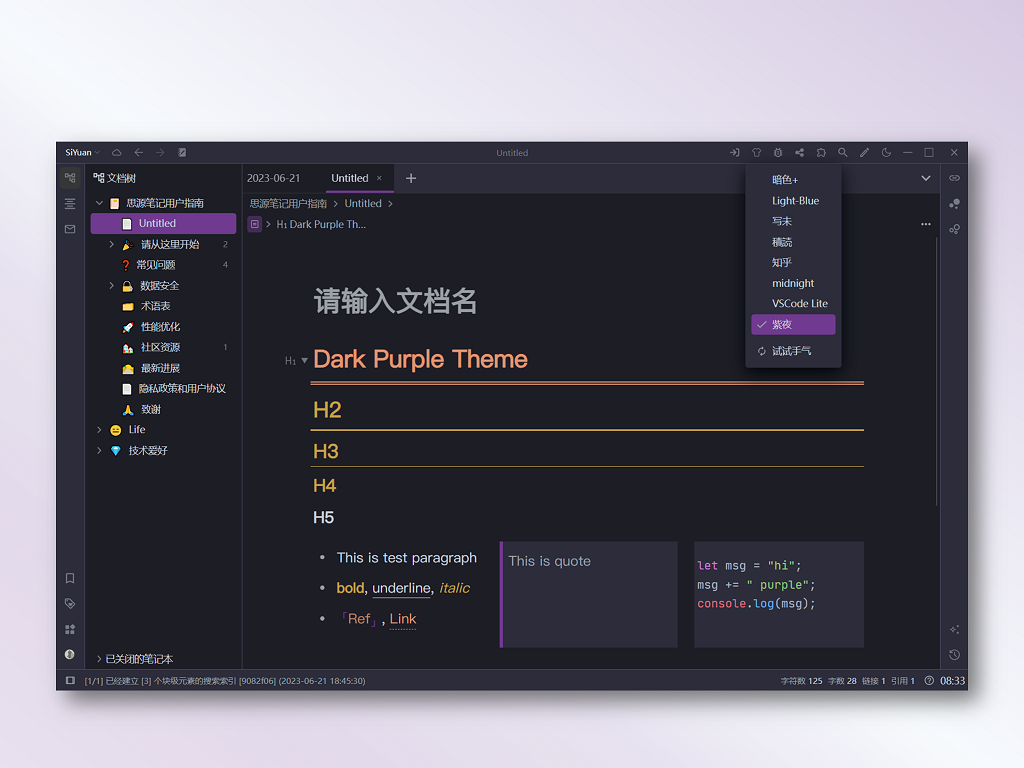 SiYuan
Untitled
文档树
思源笔记用户指南
Untitled
请从这里开始 2
常见问题 4
数据安全
术语表
性能优化
社区资源 1
最新进展
隐私政策和用户协议
致谢
Life
技术爱好
已关闭的笔记本
2023-06-21 Untitled × +
思源笔记用户指南 > Untitled >
> H1 Dark Purple Th...
请输入文档名
H1 Dark Purple Theme
H2
H3
H4
H5
• This is test paragraph
• bold, underline, italic
• 「Ref」, Link
This is quote
let msg = "hi";
msg += " purple";
console.log(msg);
暗色+
Light-Blue
写未
稿読
知乎
midnight
VSCode Lite
紫夜
试试手气
[1/1] 已经建立 [3] 个块级元素的搜索索引 [9082f06] (2023-06-21 18:45:30)
字符数 125 字数 28 链接 1 引用 1 08:33